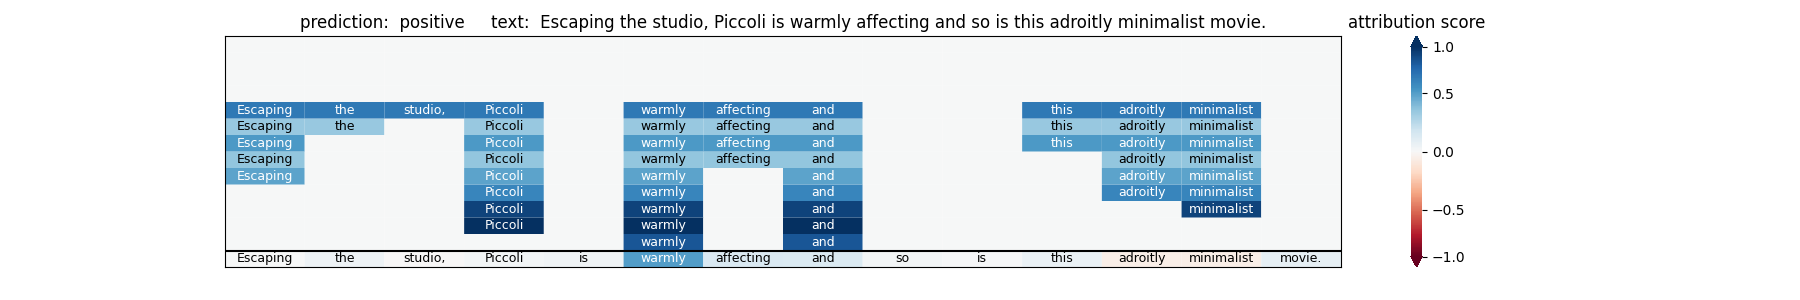 prediction: positive text: Escaping the studio, Piccoli is warmly affecting and so is this adroitly minimalist movie. attribution score
1.0
Escaping the studio, Piccoli warmly affecting and this adroitly minimalist
0.5
Escaping the Piccoli warmly affecting and this adroitly minimalist
Escaping Piccoli warmly affecting and this adroitly minimalist
0.0
Escaping Piccoli warmly affecting and adroitly minimalist
Escaping Piccoli warmly and adroitly minimalist
Piccoli warmly and adroitly minimalist
Piccoli warmly and minimalist
−0.5
Piccoli warmly and
warmly and
Escaping the studio, Piccoli is warmly affecting and so is this adroitly minimalist movie.
−1.0